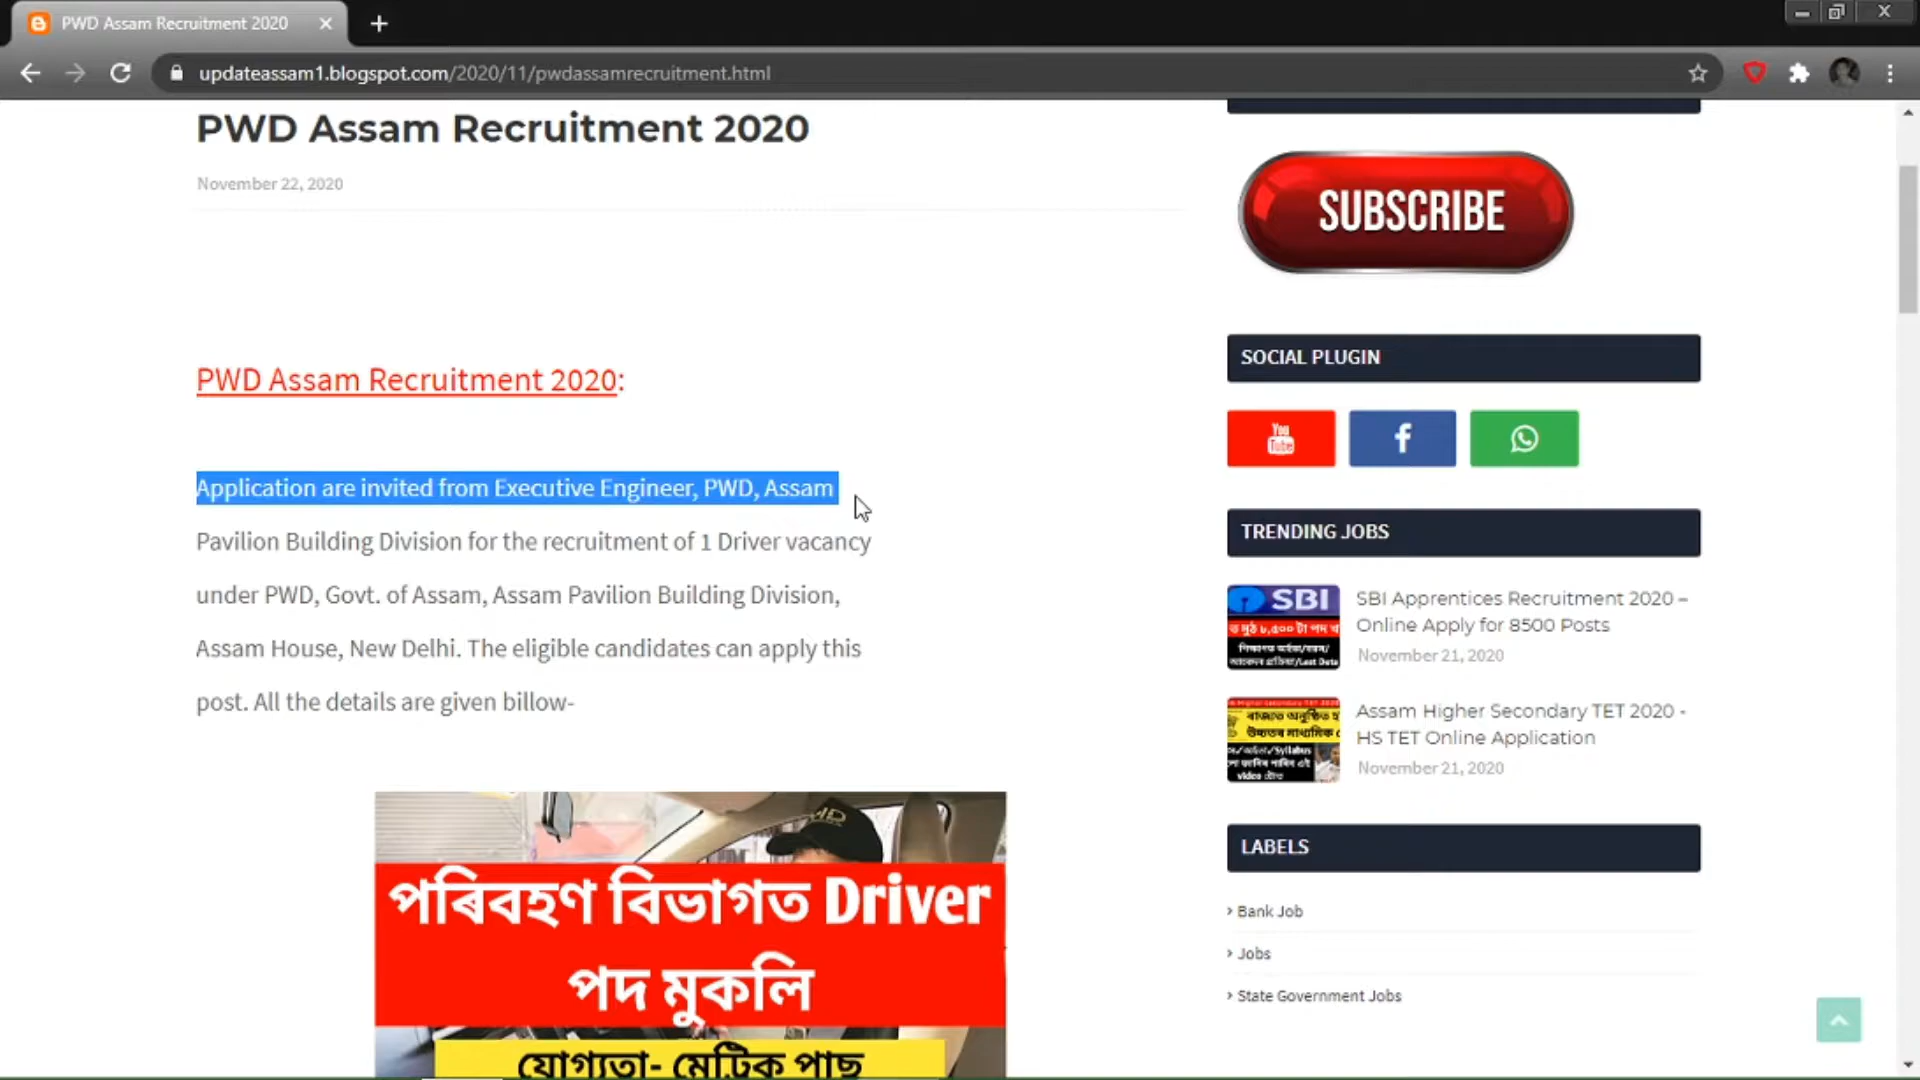 PWD Assam Recruitment 2020
updateassam1.blogspot.com/2020/11/pwdassamrecruitment.html
PWD Assam Recruitment 2020
November 22, 2020
PWD Assam Recruitment 2020:
Application are invited from Executive Engineer, PWD, Assam
Pavilion Building Division for the recruitment of 1 Driver vacancy
under PWD, Govt. of Assam, Assam Pavilion Building Division,
Assam House, New Delhi. The eligible candidates can apply this
post. All the details are given billow-
পৰিবহণ বিভাগত Driver
পদ মুকলি
যোগ্যতা- মেট্ৰিক পাছ
SUBSCRIBE
SOCIAL PLUGIN
You
Tube
TRENDING JOBS
SBI
SBI Apprentices Recruitment 2020 –
Online Apply for 8500 Posts
November 21, 2020
Assam Higher Secondary TET 2020 -
HS TET Online Application
November 21, 2020
LABELS
Bank Job
Jobs
State Government Jobs